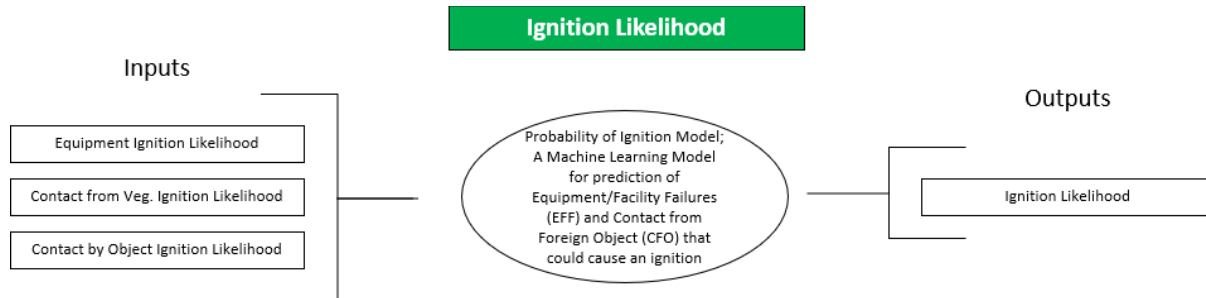 Ignition Likelihood
Inputs
Equipment Ignition Likelihood
Contact from Veg. Ignition Likelihood
Contact by Object Ignition Likelihood
Probability of Ignition Model;
A Machine Learning Model
for prediction of
Equipment/Facility Failures
(EFF) and Contact from
Foreign Object (CFO) that
could cause an ignition
Outputs
Ignition Likelihood